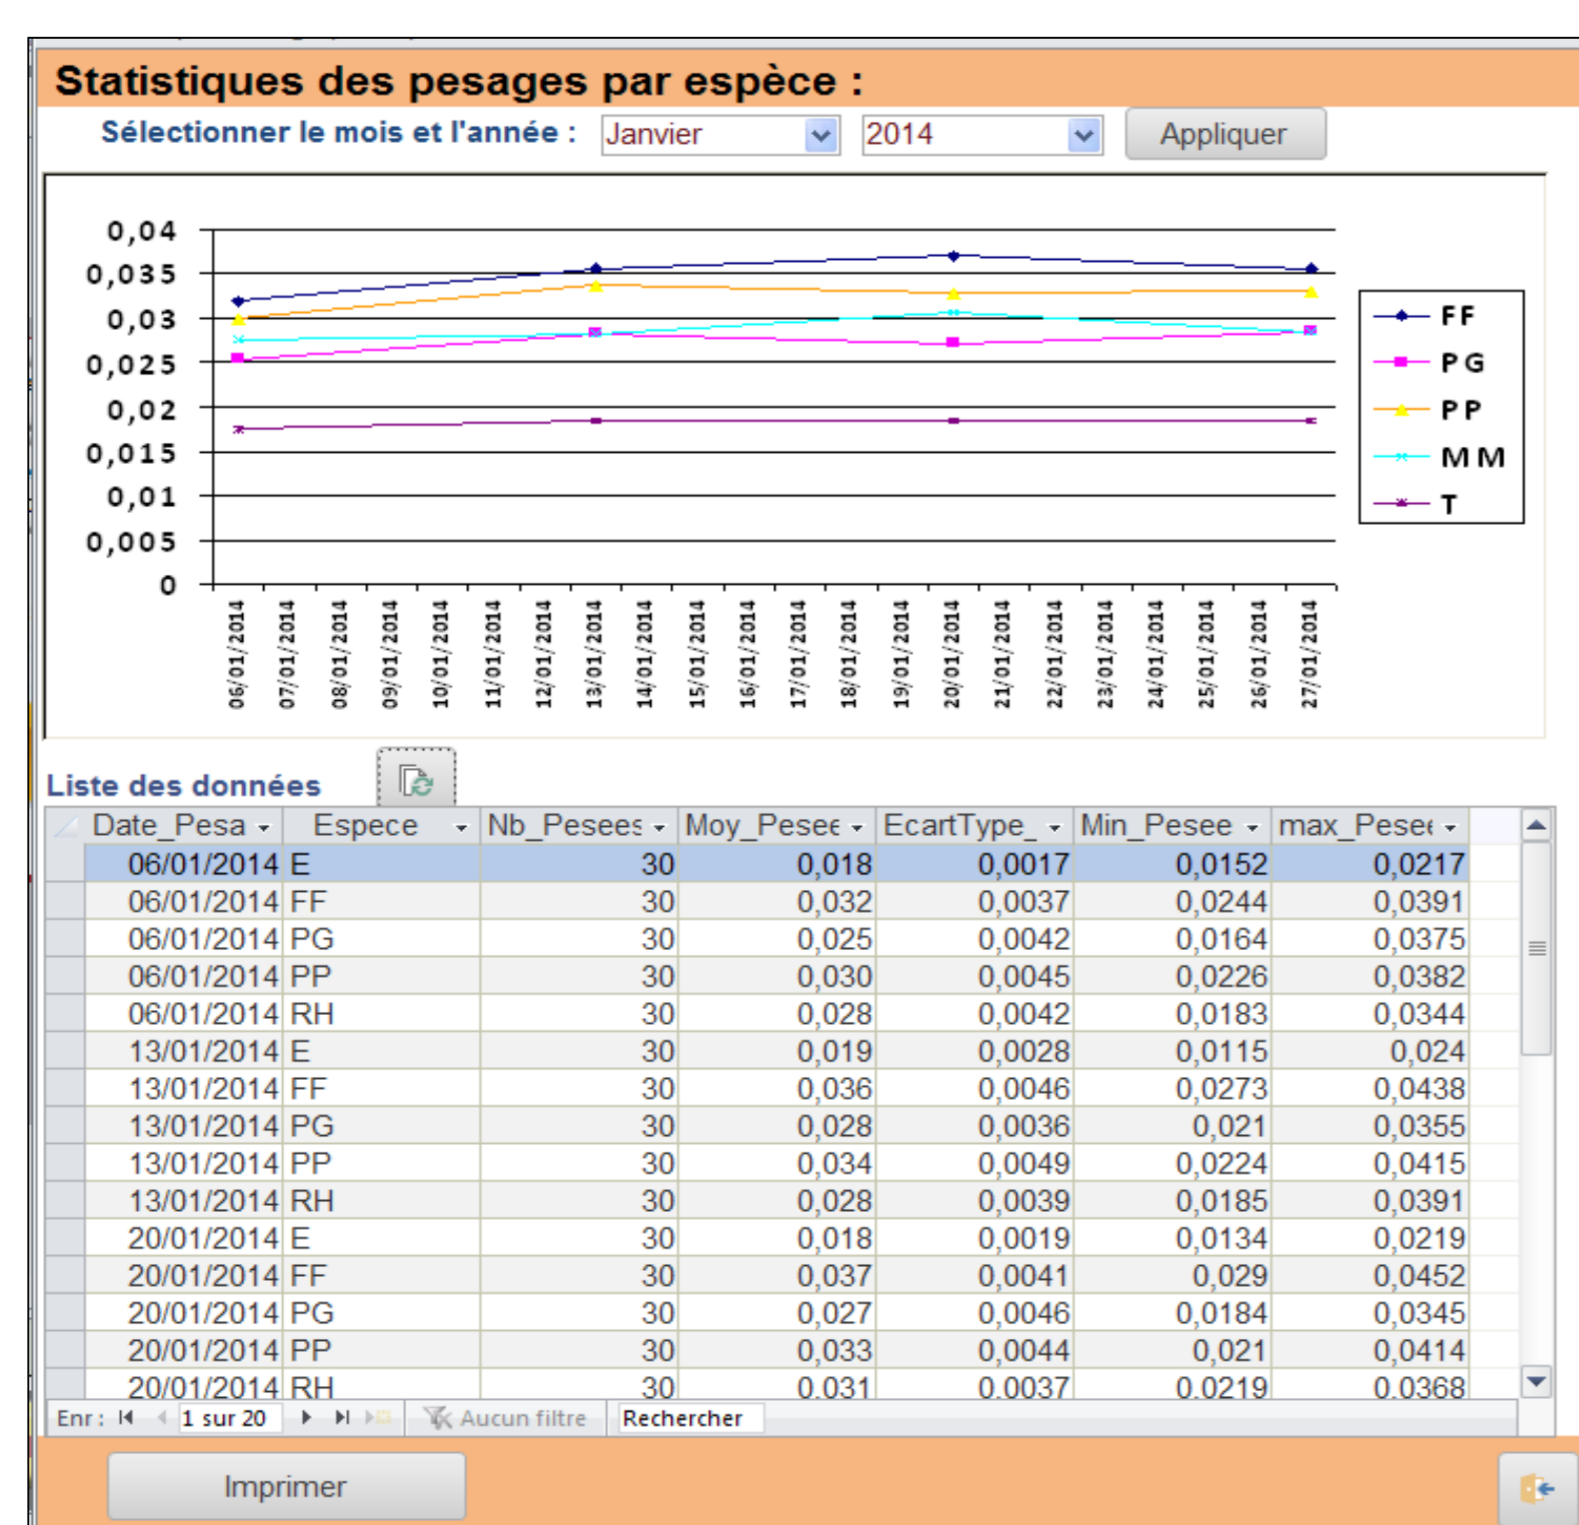 Statistiques des pesages par espèce :
Sélectionner le mois et l'année : Janvier 2014 Appliquer
0,04
0,035
0,03
0,025
0,02
0,015
0,01
0,005
0
FF
PG
PP
MM
T
06/01/2014 07/01/2014 08/01/2014 09/01/2014 10/01/2014 11/01/2014 12/01/2014 13/01/2014 14/01/2014 15/01/2014 16/01/2014 17/01/2014 18/01/2014 19/01/2014 20/01/2014 21/01/2014 22/01/2014 23/01/2014 24/01/2014 25/01/2014 26/01/2014 27/01/2014
Liste des données
Date_Pesa Espece Nb_Pesees Moy_Pesee EcartType_ Min_Pesee max_Pesee
06/01/2014 E 30 0,018 0,0017 0,0152 0,0217
06/01/2014 FF 30 0,032 0,0037 0,0244 0,0391
06/01/2014 PG 30 0,025 0,0042 0,0164 0,0375
06/01/2014 PP 30 0,030 0,0045 0,0226 0,0382
06/01/2014 RH 30 0,028 0,0042 0,0183 0,0344
13/01/2014 E 30 0,019 0,0028 0,0115 0,024
13/01/2014 FF 30 0,036 0,0046 0,0273 0,0438
13/01/2014 PG 30 0,028 0,0036 0,021 0,0355
13/01/2014 PP 30 0,034 0,0049 0,0224 0,0415
13/01/2014 RH 30 0,028 0,0039 0,0185 0,0391
20/01/2014 E 30 0,018 0,0019 0,0134 0,0219
20/01/2014 FF 30 0,037 0,0041 0,029 0,0452
20/01/2014 PG 30 0,027 0,0046 0,0184 0,0345
20/01/2014 PP 30 0,033 0,0044 0,021 0,0414
20/01/2014 RH 30 0,031 0,0037 0,0219 0,0368
Enr : 1 sur 20 Aucun filtre Rechercher
Imprimer